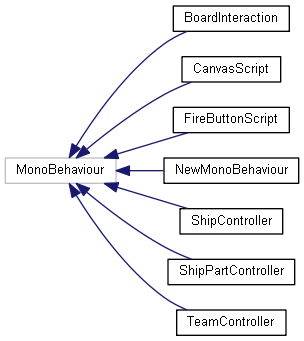 BoardInteraction
CanvasScript
FireButtonScript
MonoBehaviour
NewMonoBehaviour
ShipController
ShipPartController
TeamController